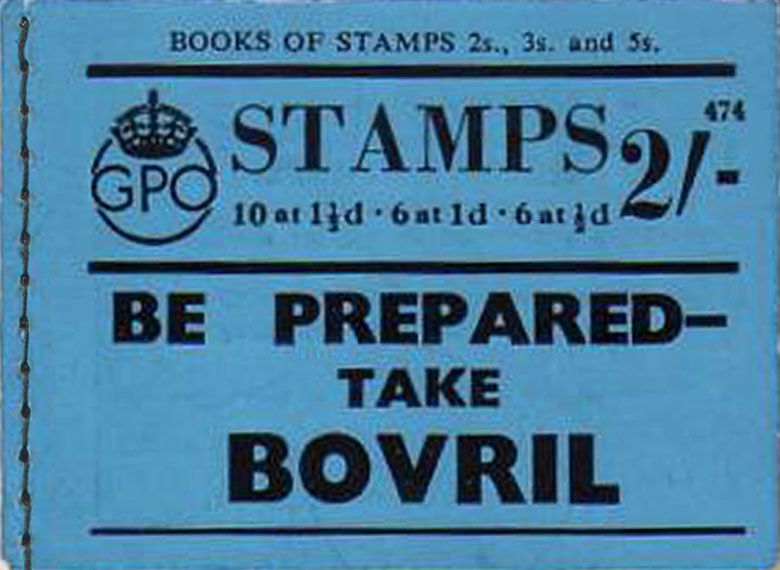 BOOKS OF STAMPS 2s., 3s. and 5s.
474
GPO STAMPS 2/-
10 at 1½d · 6 at 1d · 6 at ½d
BE PREPARED–
TAKE
BOVRIL